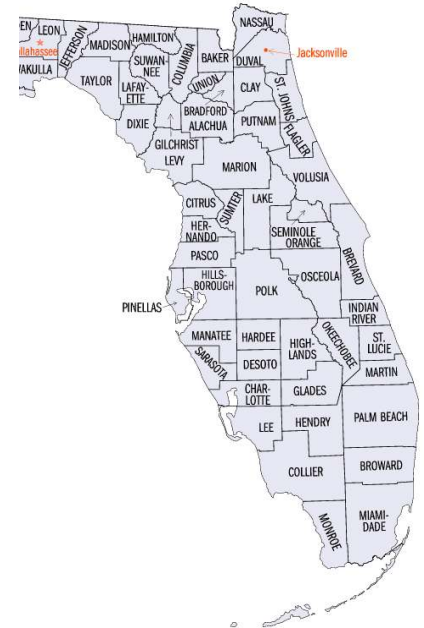 NASSAU
EN
LEON
allahassee
AKULLA
JEFFERSON
MADISON
HAMILTON
SUWAN-
NEE
COLUMBIA
BAKER
DUVAL
Jacksonville
TAYLOR
LAFAY-
ETTE
UNION
CLAY
ST. JOHNS
DIXIE
BRADFORD
ALACHUA
PUTNAM
FLAGLER
GILCHRIST
LEVY
MARION
VOLUSIA
CITRUS
SUMTER
LAKE
HER-
NANDO
SEMINOLE
ORANGE
PASCO
BREVARD
HILLS-
BOROUGH
OSCEOLA
POLK
PINELLAS
INDIAN
RIVER
MANATEE
HARDEE
HIGH-
LANDS
OKEECHOBEE
ST.
LUCIE
SARASOTA
DESOTO
MARTIN
CHAR-
LOTTE
GLADES
LEE
HENDRY
PALM BEACH
COLLIER
BROWARD
MONROE
MIAMI-
DADE